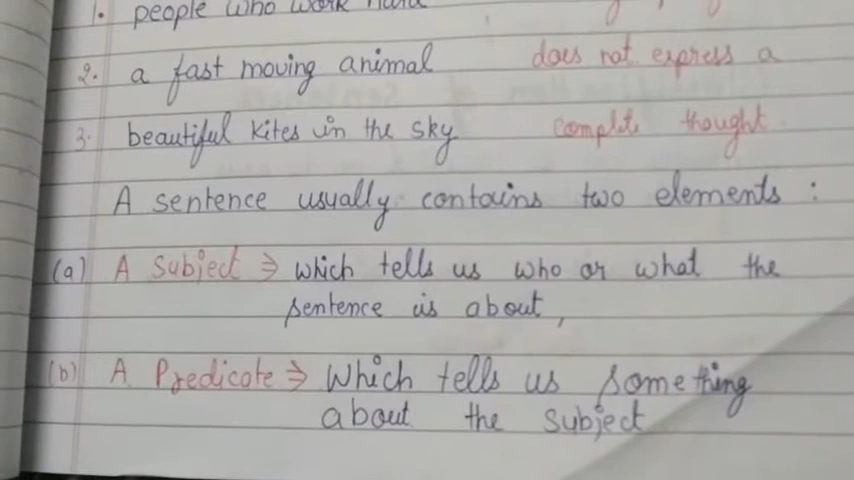 1. people who work hard
2. a fast moving animal does not express a
3. beautiful kites in the sky complete thought
A sentence usually contains two elements :
(a) A Subject ⇒ which tells us who or what the
sentence is about,
(b) A Predicate ⇒ Which tells us something
about the subject